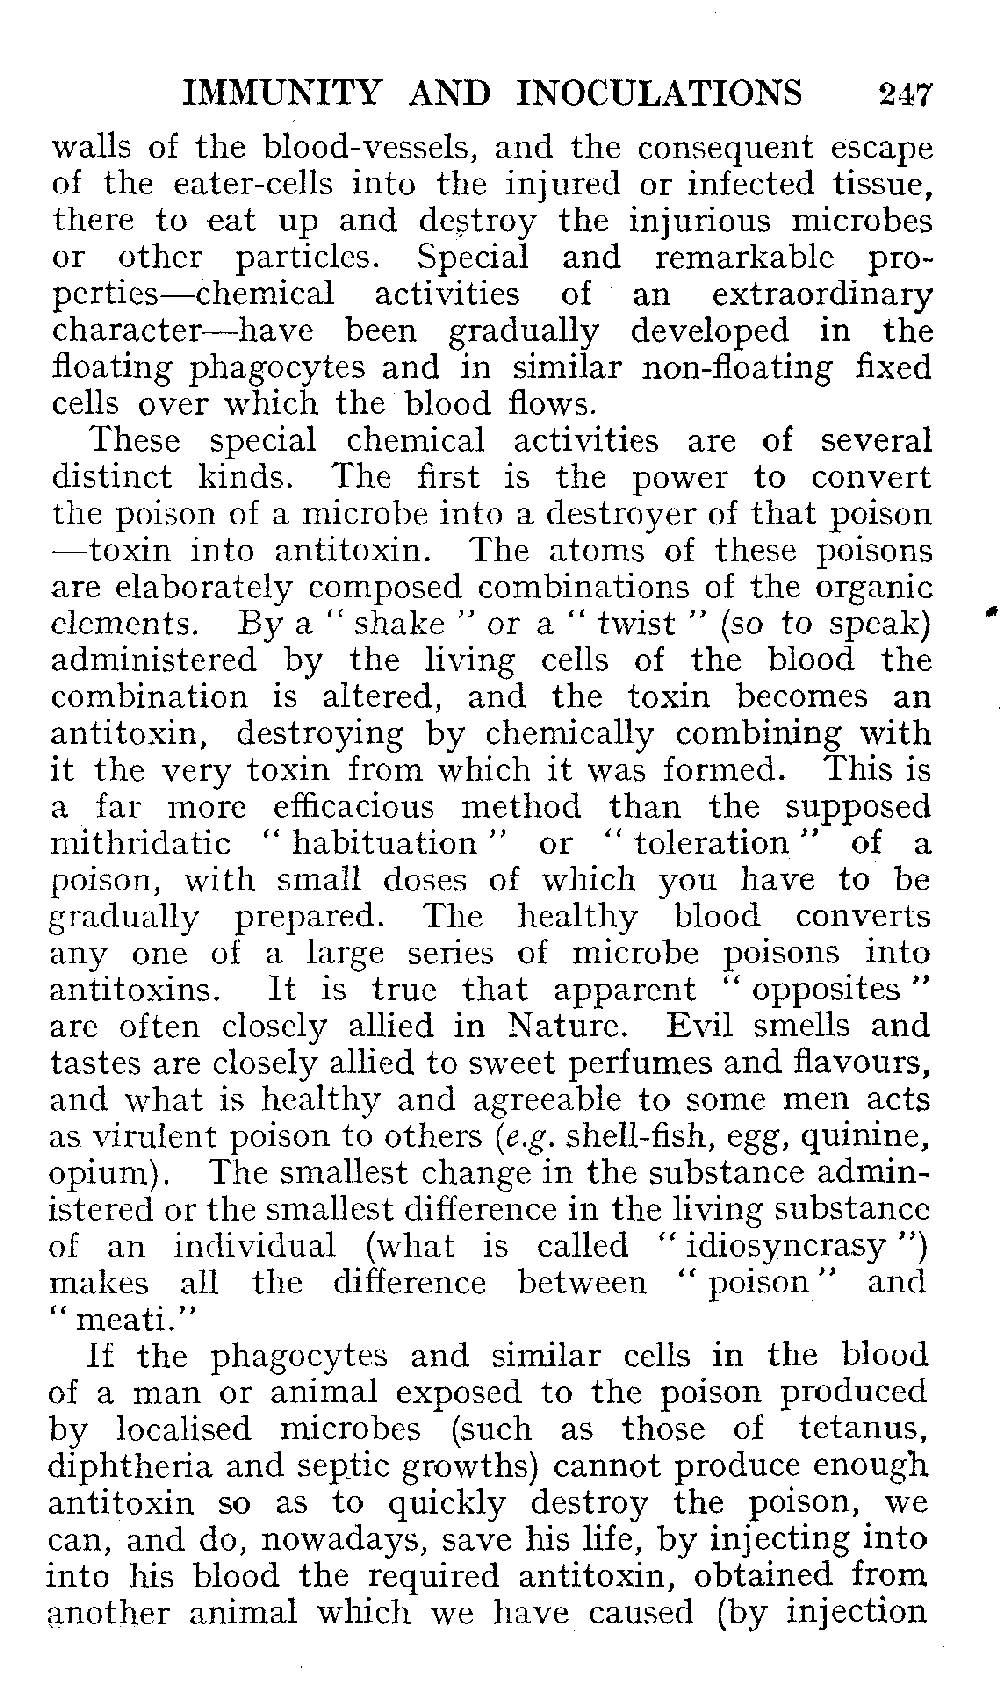 IMMUNITY AND INOCULATIONS 247
walls of the blood-vessels, and the consequent escape
of the eater-cells into the injured or infected tissue,
there to eat up and destroy the injurious microbes
or other particles. Special and remarkable pro-
perties—chemical activities of an extraordinary
character—have been gradually developed in the
floating phagocytes and in similar non-floating fixed
cells over which the blood flows.
These special chemical activities are of several
distinct kinds. The first is the power to convert
the poison of a microbe into a destroyer of that poison
—toxin into antitoxin. The atoms of these poisons
are elaborately composed combinations of the organic
elements. By a " shake " or a " twist " (so to speak)
administered by the living cells of the blood the
combination is altered, and the toxin becomes an
antitoxin, destroying by chemically combining with
it the very toxin from which it was formed. This is
a far more efficacious method than the supposed
mithridatic " habituation " or " toleration " of a
poison, with small doses of which you have to be
gradually prepared. The healthy blood converts
any one of a large series of microbe poisons into
antitoxins. It is true that apparent " opposites "
are often closely allied in Nature. Evil smells and
tastes are closely allied to sweet perfumes and flavours,
and what is healthy and agreeable to some men acts
as virulent poison to others (e.g. shell-fish, egg, quinine,
opium). The smallest change in the substance admin-
istered or the smallest difference in the living substance
of an individual (what is called " idiosyncrasy ")
makes all the difference between " poison " and
" meati."
If the phagocytes and similar cells in the blood
of a man or animal exposed to the poison produced
by localised microbes (such as those of tetanus,
diphtheria and septic growths) cannot produce enough
antitoxin so as to quickly destroy the poison, we
can, and do, nowadays, save his life, by injecting into
into his blood the required antitoxin, obtained from
another animal which we have caused (by injection